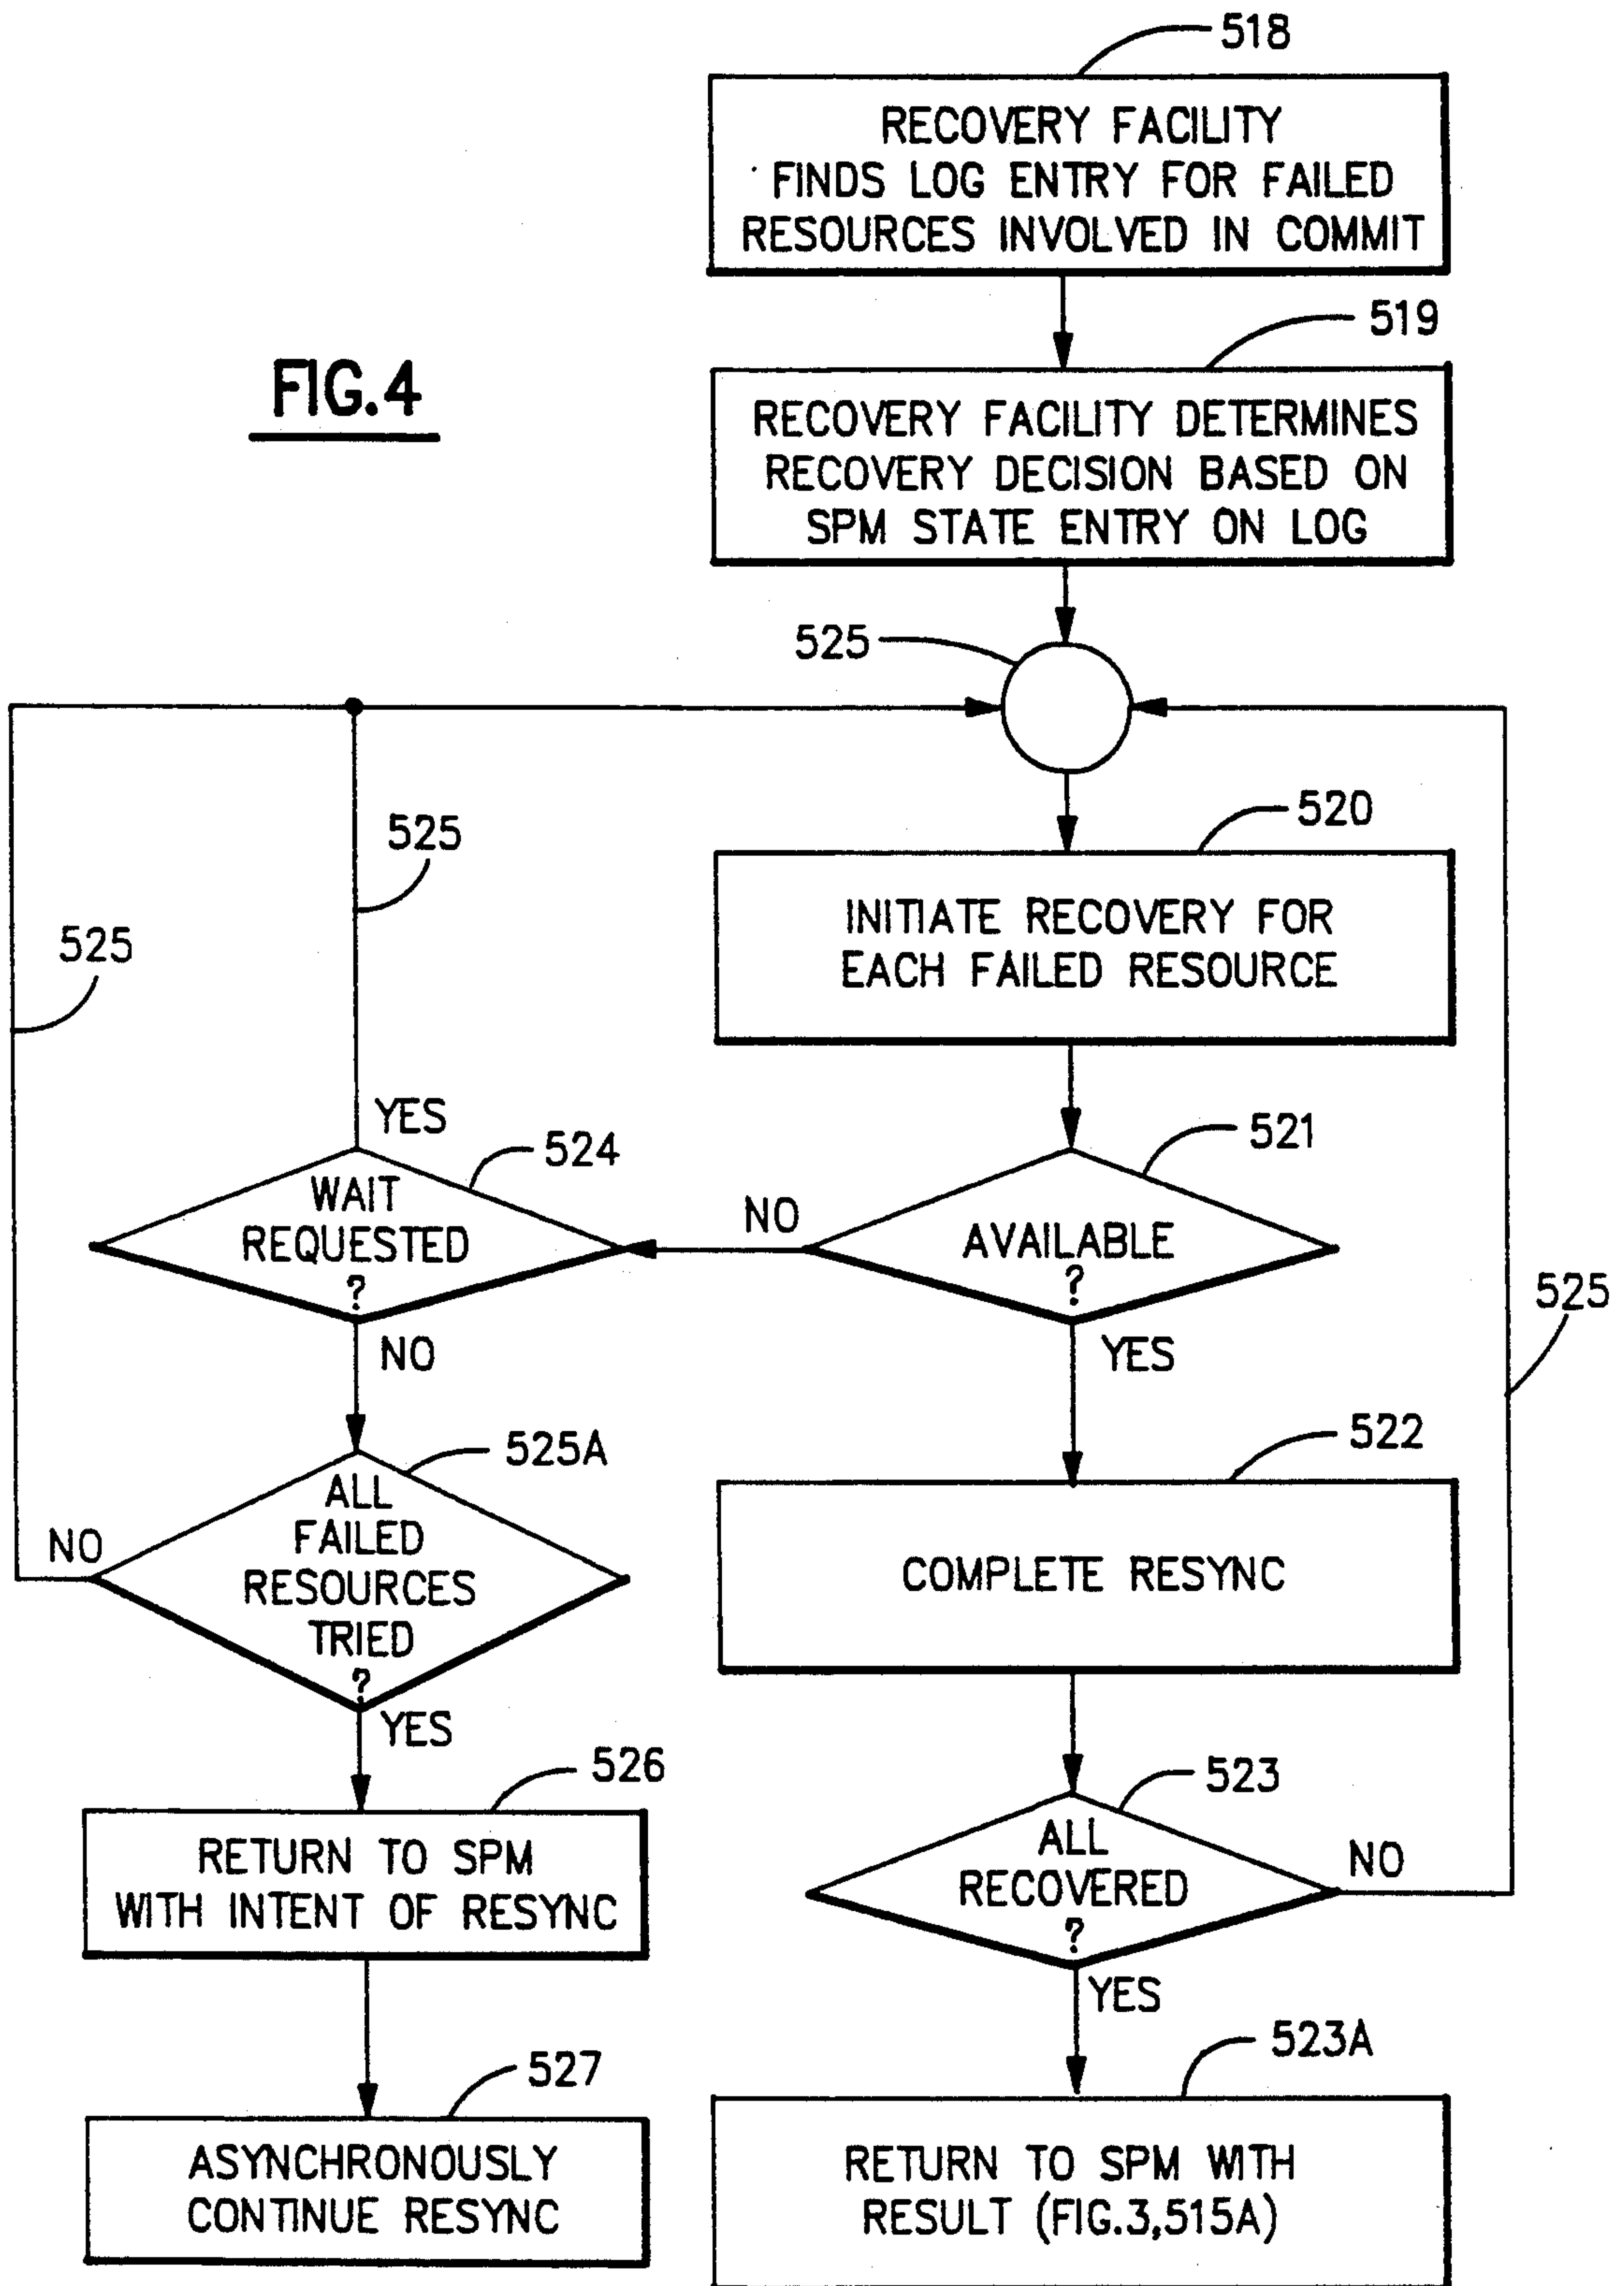 518
RECOVERY FACILITY
FINDS LOG ENTRY FOR FAILED
RESOURCES INVOLVED IN COMMIT
519
FIG.4
RECOVERY FACILITY DETERMINES
RECOVERY DECISION BASED ON
SPM STATE ENTRY ON LOG
525
520
525
INITIATE RECOVERY FOR
EACH FAILED RESOURCE
525
YES
524
521
WAIT
REQUESTED
?
NO
AVAILABLE
?
525
NO
YES
525A
522
ALL
FAILED
RESOURCES
TRIED
?
NO
COMPLETE RESYNC
YES
526
523
RETURN TO SPM
WITH INTENT OF RESYNC
ALL
RECOVERED
?
NO
YES
527
523A
ASYNCHRONOUSLY
CONTINUE RESYNC
RETURN TO SPM WITH
RESULT (FIG.3,515A)